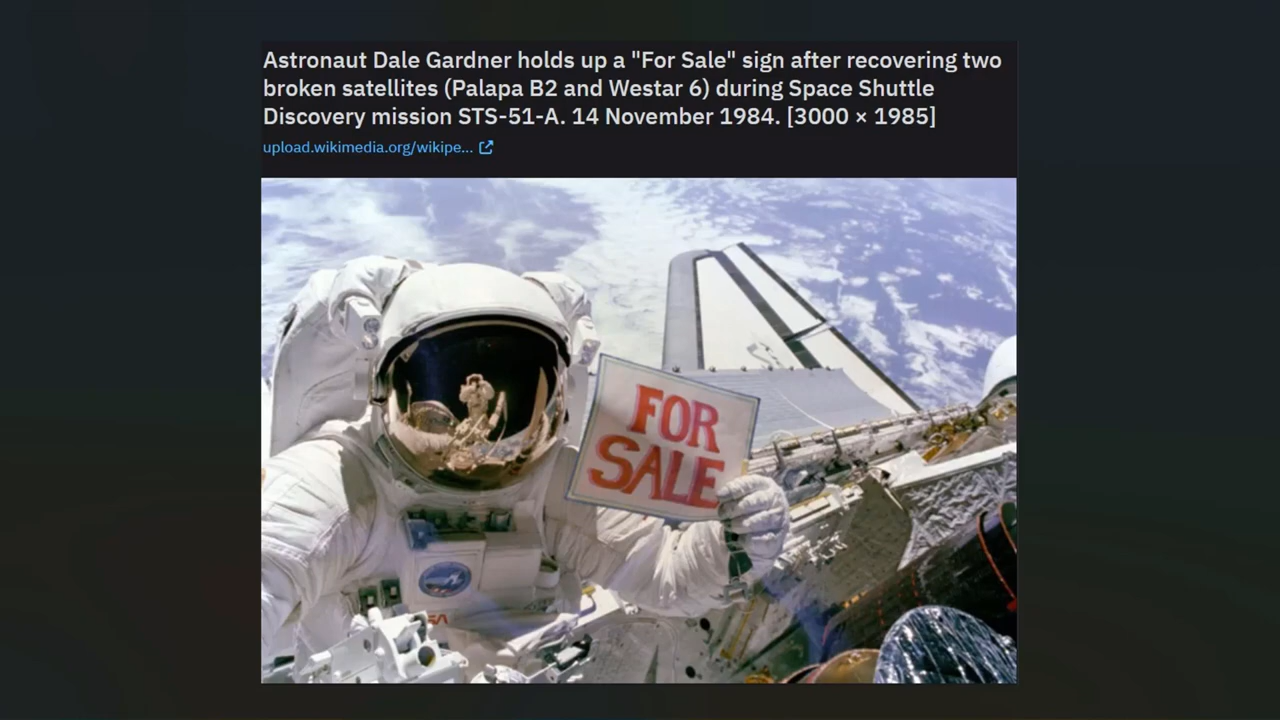 Astronaut Dale Gardner holds up a "For Sale" sign after recovering two
broken satellites (Palapa B2 and Westar 6) during Space Shuttle
Discovery mission STS-51-A. 14 November 1984. [3000 × 1985]
upload.wikimedia.org/wikipe...
FOR
SALE